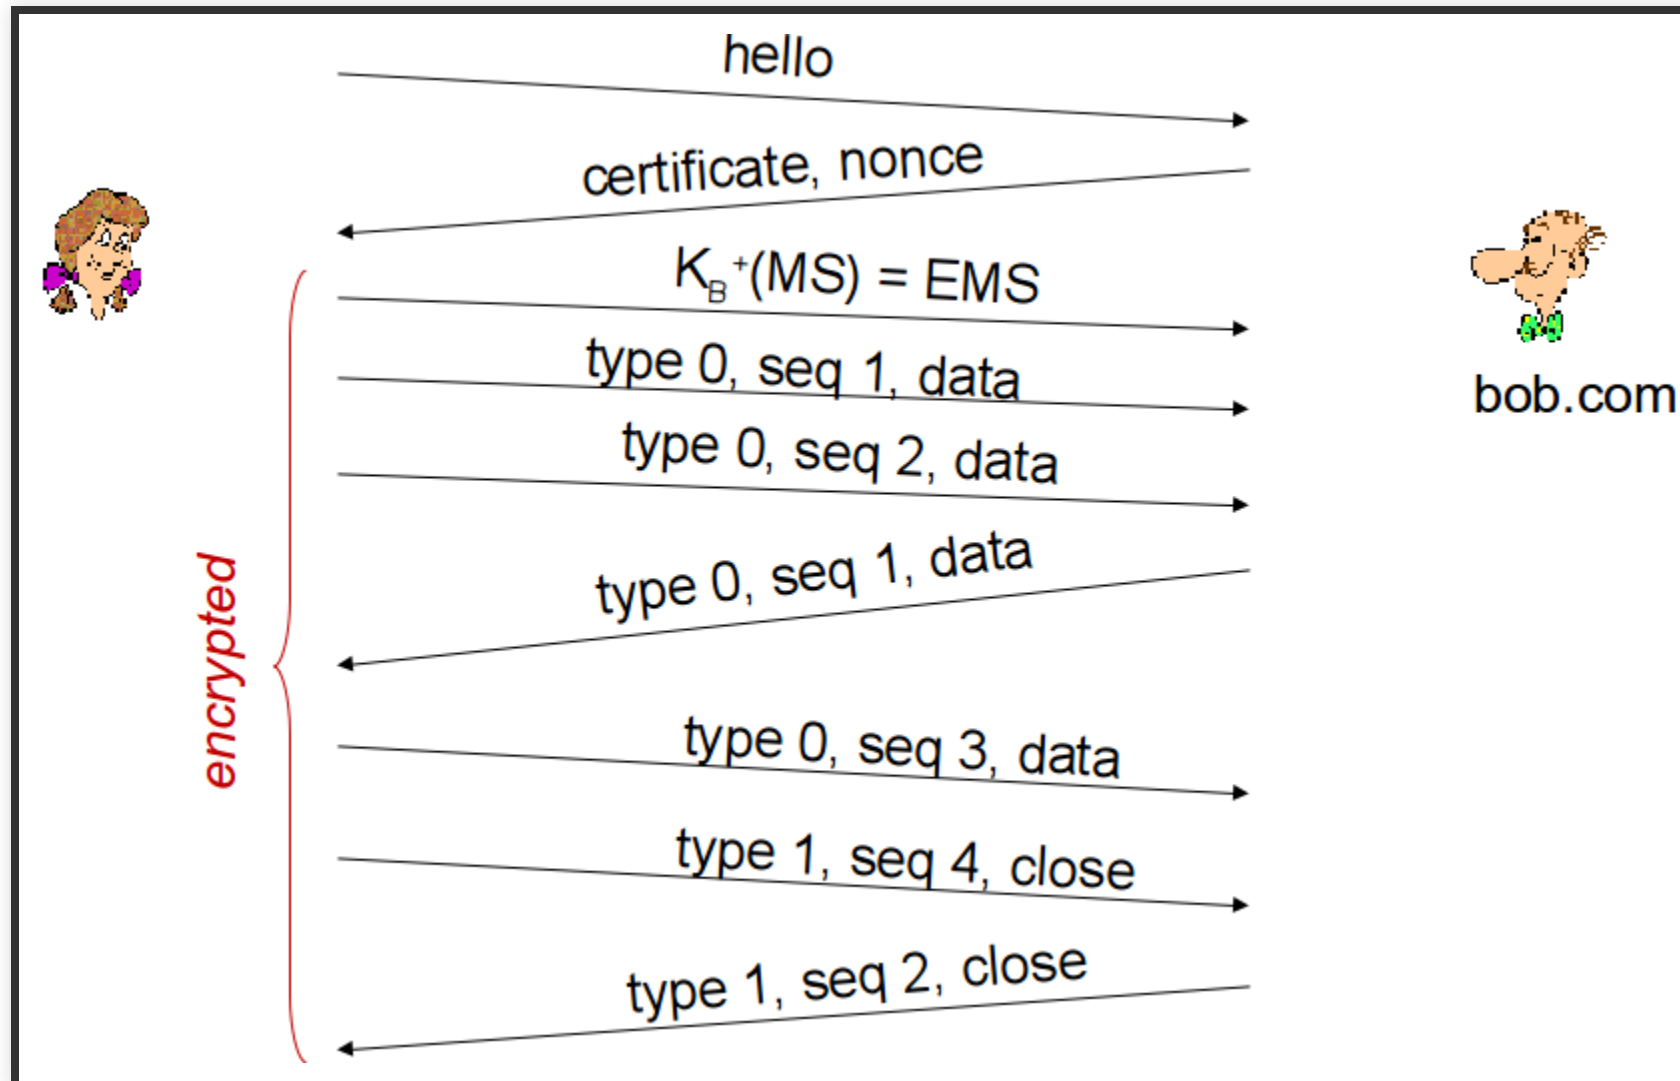 hello
certificate, nonce
K_B⁺(MS) = EMS
type 0, seq 1, data
bob.com
type 0, seq 2, data
type 0, seq 1, data
encrypted
type 0, seq 3, data
type 1, seq 4, close
type 1, seq 2, close